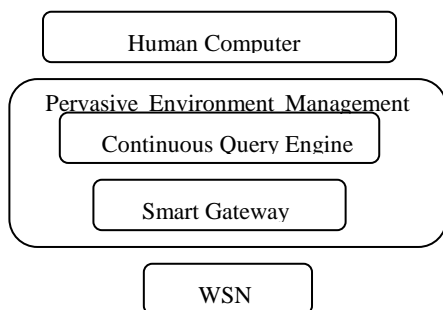 Human Computer
Pervasive Environment Management
Continuous Query Engine
Smart Gateway
WSN